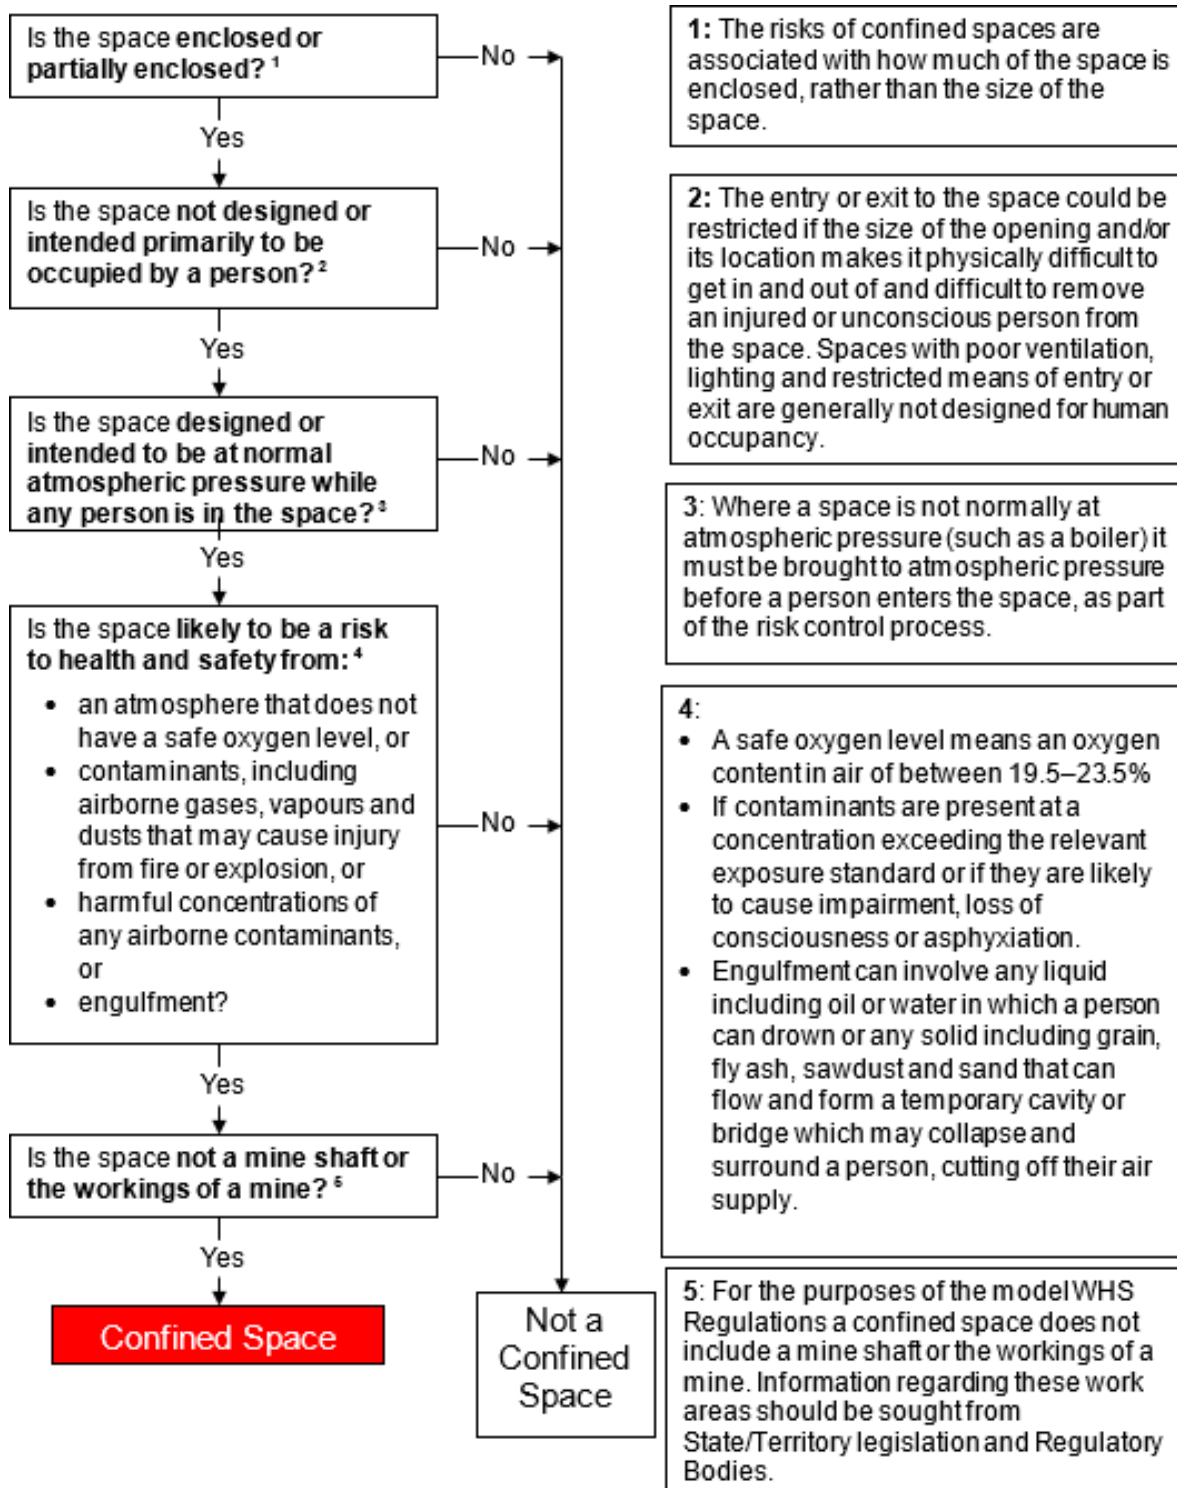 Is the space enclosed or
partially enclosed? 1
No
Yes
Is the space not designed or
intended primarily to be
occupied by a person? 2
No
Yes
Is the space designed or
intended to be at normal
atmospheric pressure while
any person is in the space? 3
No
Yes
Is the space likely to be a risk
to health and safety from: 4
• an atmosphere that does not
have a safe oxygen level, or
• contaminants, including
airborne gases, vapours and
dusts that may cause injury
from fire or explosion, or
• harmful concentrations of
any airborne contaminants,
or
• engulfment?
No
Yes
Is the space not a mine shaft or
the workings of a mine? 5
No
Yes
Confined Space
Not a
Confined
Space
1: The risks of confined spaces are
associated with how much of the space is
enclosed, rather than the size of the
space.
2: The entry or exit to the space could be
restricted if the size of the opening and/or
its location makes it physically difficult to
get in and out of and difficult to remove
an injured or unconscious person from
the space. Spaces with poor ventilation,
lighting and restricted means of entry or
exit are generally not designed for human
occupancy.
3: Where a space is not normally at
atmospheric pressure (such as a boiler) it
must be brought to atmospheric pressure
before a person enters the space, as part
of the risk control process.
4:
• A safe oxygen level means an oxygen
content in air of between 19.5–23.5%
• If contaminants are present at a
concentration exceeding the relevant
exposure standard or if they are likely
to cause impairment, loss of
consciousness or asphyxiation.
• Engulfment can involve any liquid
including oil or water in which a person
can drown or any solid including grain,
fly ash, sawdust and sand that can
flow and form a temporary cavity or
bridge which may collapse and
surround a person, cutting off their air
supply.
5: For the purposes of the model WHS
Regulations a confined space does not
include a mine shaft or the workings of a
mine. Information regarding these work
areas should be sought from
State/Territory legislation and Regulatory
Bodies.